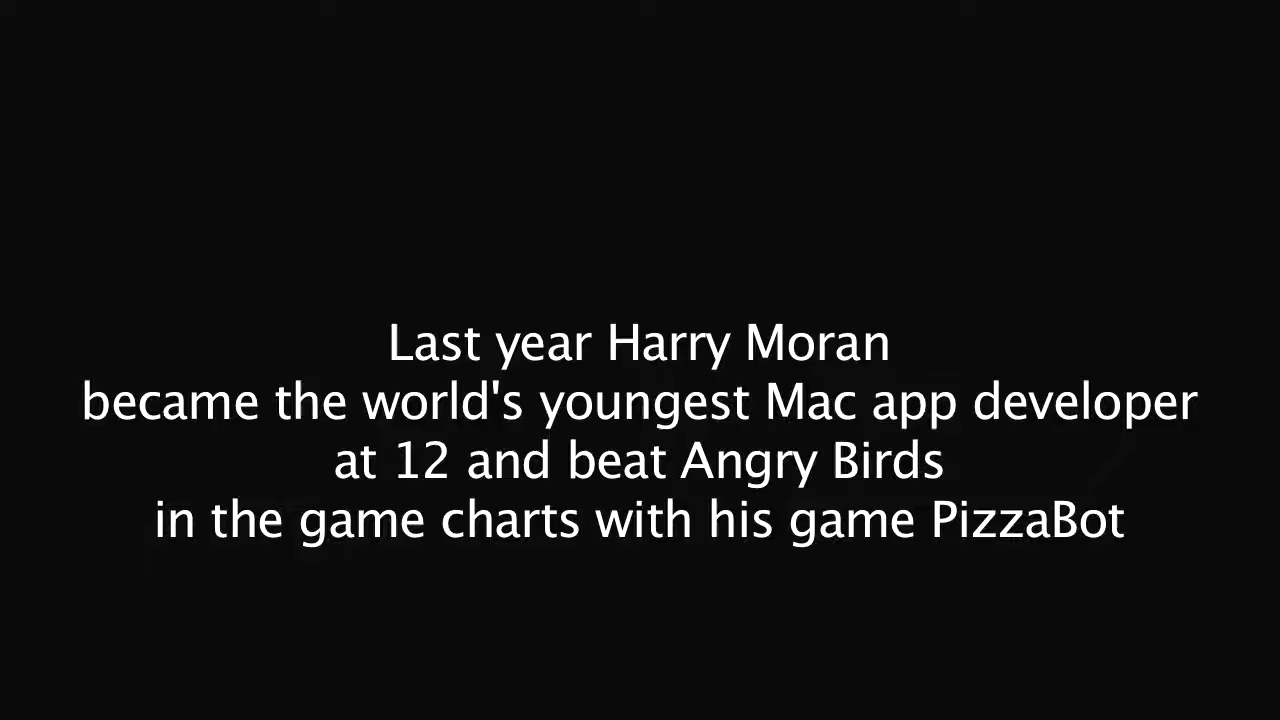 Last year Harry Moran
became the world's youngest Mac app developer
at 12 and beat Angry Birds
in the game charts with his game PizzaBot